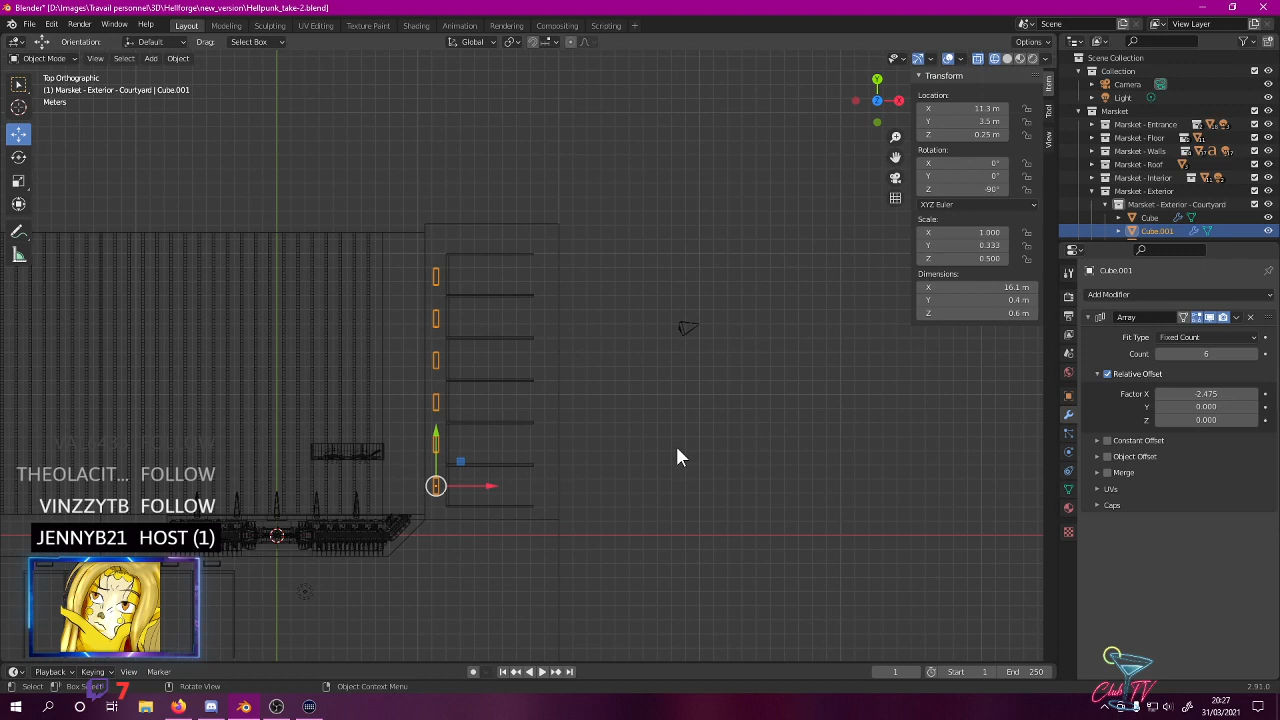 Blender* [D:\Images\Travail personnel\3D\Hellforge\new_version\Hellpunk_take-2.blend]
File Edit Render Window Help
Layout Modeling Sculpting UV Editing Texture Paint Shading Animation Rendering Compositing Scripting +
Scene View Layer
Orientation: Default Drag: Select Box Global Options
Object Mode View Select Add Object
Top Orthographic
(1) Marsket - Exterior - Courtyard | Cube.001
Meters
Y
Z X
Transform
Location:
X 11.3 m
Y 3.5 m
Z 0.25 m
Rotation:
X 0°
Y 0°
Z -90°
XYZ Euler
Scale:
X 1.000
Y 0.333
Z 0.500
Dimensions:
X 16.1 m
Y 0.4 m
Z 0.6 m
Item
Tool
View
Scene Collection
Collection
Camera
Light
Marsket
Marsket - Entrance
Marsket - Floor
Marsket - Walls
Marsket - Roof
Marsket - Interior
Marsket - Exterior
Marsket - Exterior - Courtyard
Cube
Cube.001
Cube.001
Add Modifier
Array
Fit Type Fixed Count
Count 6
Relative Offset
Factor X -2.475
Y 0.000
Z 0.000
Constant Offset
Object Offset
Merge
UVs
Caps
FOLLOW
THEOLACIT... FOLLOW
VINZZYTB FOLLOW
JENNYB21 HOST (1)
Club TV
Playback Keying View Marker
1 Start 1 End 250
Select Box Select Rotate View Object Context Menu
2.91.0
7
20:27
31/03/2021